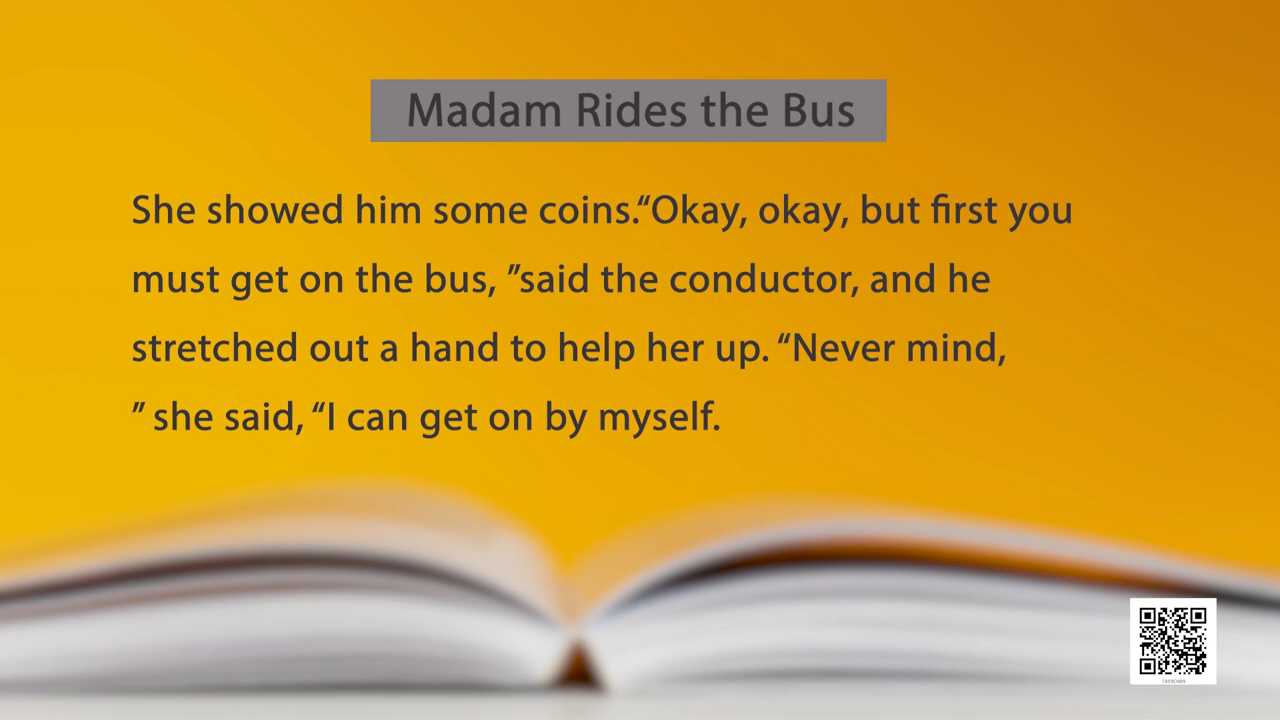 Madam Rides the Bus
She showed him some coins.“Okay, okay, but first you
must get on the bus, ”said the conductor, and he
stretched out a hand to help her up. “Never mind,
” she said, “I can get on by myself.